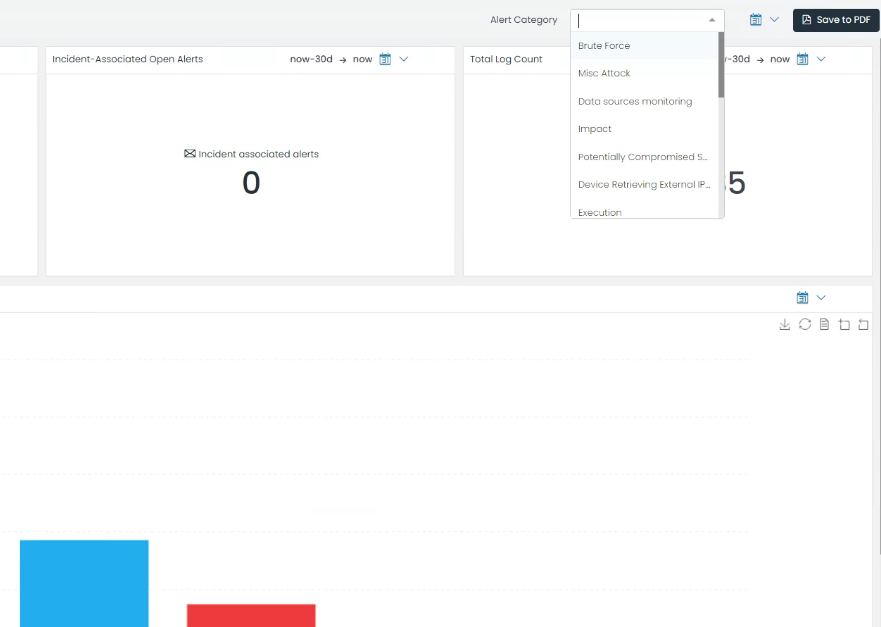 Alert Category
Save to PDF
Incident-Associated Open Alerts
now-30d → now
Total Log Count
-30d → now
Brute Force
Misc Attack
Data sources monitoring
Impact
Potentially Compromised S...
Device Retrieving External IP...
Execution
Incident associated alerts
0
5